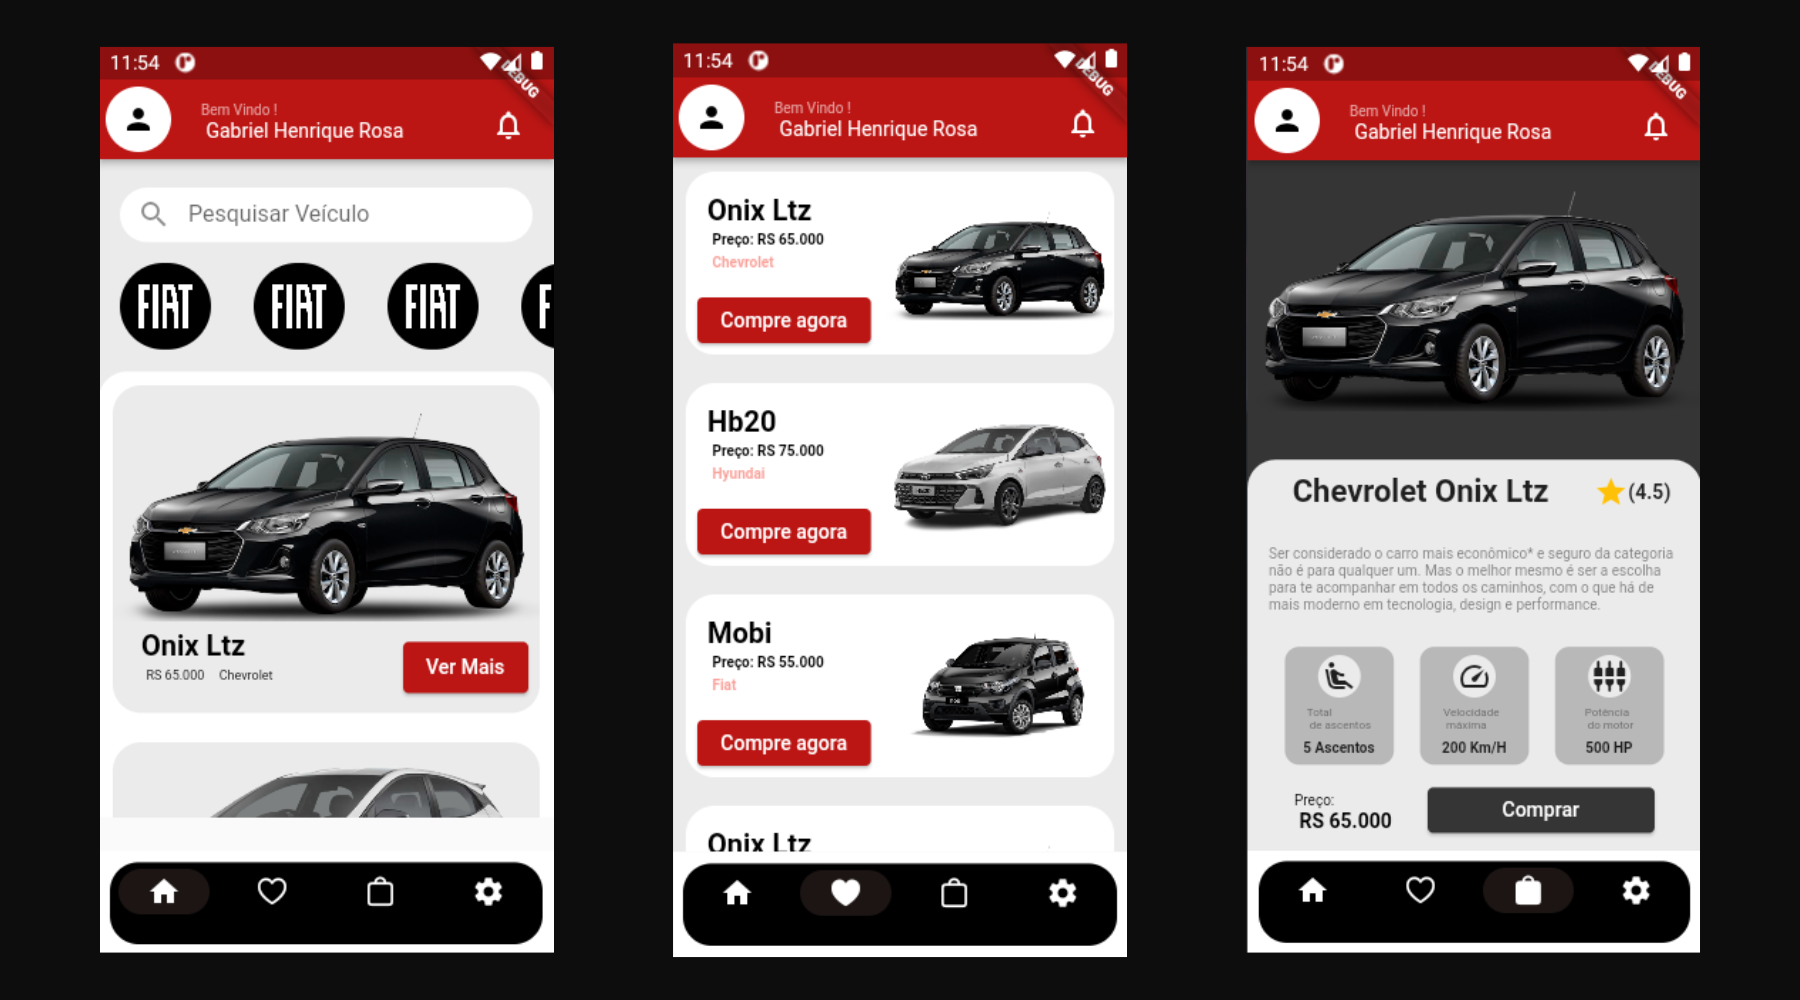 11:54
DEBUG
Bem Vindo !
Gabriel Henrique Rosa
Pesquisar Veículo
FIAT FIAT FIAT F
Onix Ltz
RS 65.000 Chevrolet
Ver Mais
11:54
DEBUG
Bem Vindo !
Gabriel Henrique Rosa
Onix Ltz
Preço: RS 65.000
Chevrolet
Compre agora
Hb20
Preço: RS 75.000
Hyundai
Compre agora
Mobi
Preço: RS 55.000
Fiat
Compre agora
Onix Ltz
11:54
DEBUG
Bem Vindo !
Gabriel Henrique Rosa
Chevrolet Onix Ltz (4.5)
Ser considerado o carro mais econômico* e seguro da categoria
não é para qualquer um. Mas o melhor mesmo é ser a escolha
para te acompanhar em todos os caminhos, com o que há de
mais moderno em tecnologia, design e performance.
Total
de ascentos
5 Ascentos
Velocidade
máxima
200 Km/H
Potência
do motor
500 HP
Preço:
RS 65.000
Comprar